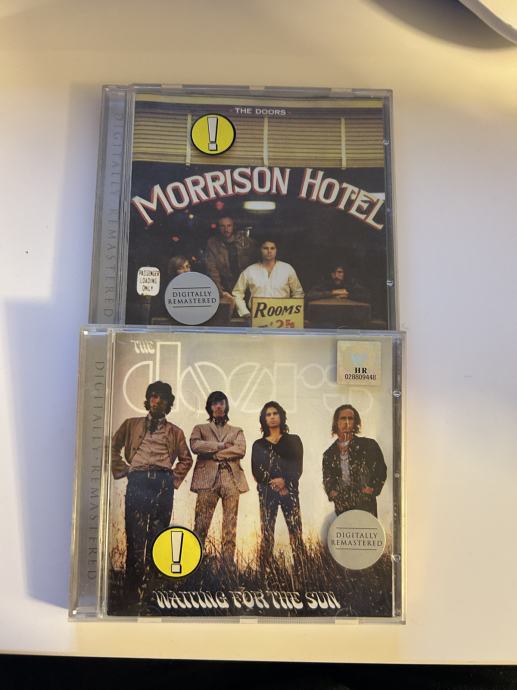 THE DOORS
!
MORRISON HOTEL
DIGITALLY · REMASTERED
PASSENGER
LOADING
ONLY
DIGITALLY
REMASTERED
ROOMS
THE
doors
HR
028809448
DIGITALLY · REMASTERED
DIGITALLY
REMASTERED
!
WAITING FOR THE SUN